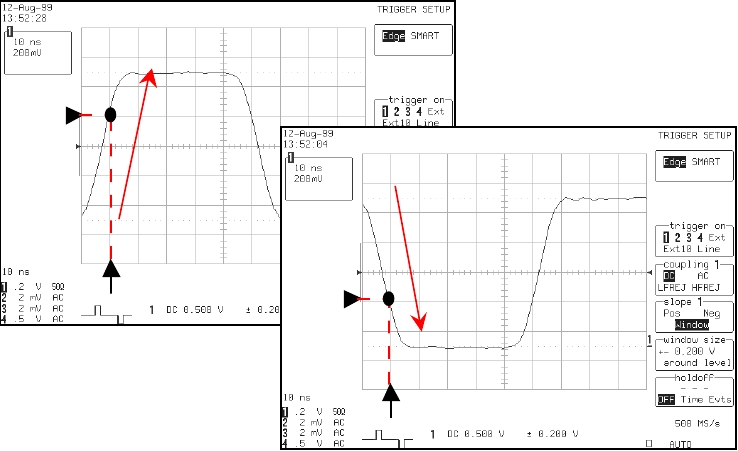 12-Aug-99
13:52:28
TRIGGER SETUP
1
10 ns
200mV
Edge SMART
trigger on
1 2 3 4 Ext
Ext10 Line
10 ns
1 .2 V 50Ω
2 2 mV AC
3 2 mV AC
4 .5 V AC
1 DC 0.500 V ± 0.20
12-Aug-99
13:52:04
TRIGGER SETUP
1
10 ns
200mV
Edge SMART
trigger on
1 2 3 4 Ext
Ext10 Line
coupling 1
DC AC
LFREJ HFREJ
slope 1
Pos Neg
Window
window size
+- 0.200 V
around level
holdoff
- - -
OFF Time Evts
1
10 ns
1 .2 V 50Ω
2 2 mV AC
3 2 mV AC
4 .5 V AC
1 DC 0.500 V ± 0.200 V
500 MS/s
AUTO